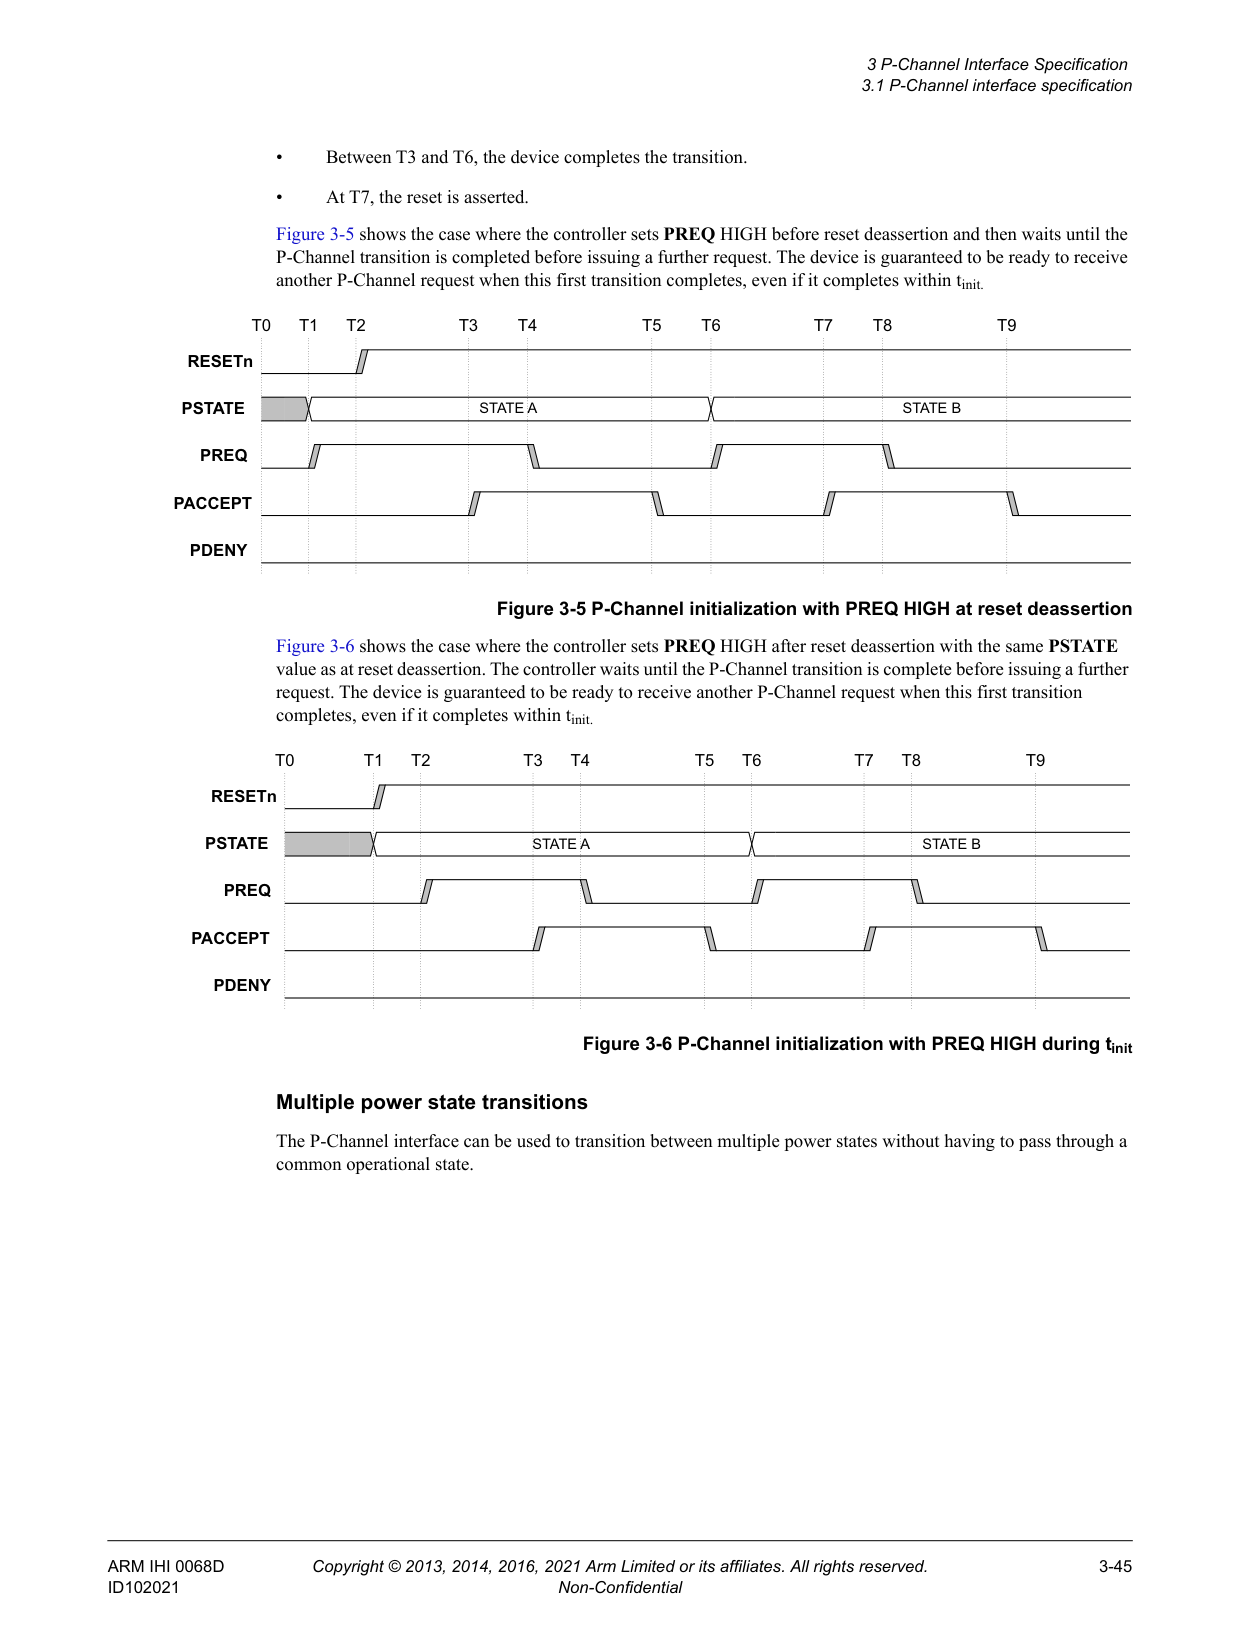 3 P-Channel Interface Specification
3.1 P-Channel interface specification
• Between T3 and T6, the device completes the transition.
• At T7, the reset is asserted.
Figure 3-5 shows the case where the controller sets PREQ HIGH before reset deassertion and then waits until the
P-Channel transition is completed before issuing a further request. The device is guaranteed to be ready to receive
another P-Channel request when this first transition completes, even if it completes within tinit.
T0 T1 T2 T3 T4 T5 T6 T7 T8 T9
RESETn
PSTATE STATE A STATE B
PREQ
PACCEPT
PDENY
Figure 3-5 P-Channel initialization with PREQ HIGH at reset deassertion
Figure 3-6 shows the case where the controller sets PREQ HIGH after reset deassertion with the same PSTATE
value as at reset deassertion. The controller waits until the P-Channel transition is complete before issuing a further
request. The device is guaranteed to be ready to receive another P-Channel request when this first transition
completes, even if it completes within tinit.
T0 T1 T2 T3 T4 T5 T6 T7 T8 T9
RESETn
PSTATE STATE A STATE B
PREQ
PACCEPT
PDENY
Figure 3-6 P-Channel initialization with PREQ HIGH during tinit
Multiple power state transitions
The P-Channel interface can be used to transition between multiple power states without having to pass through a
common operational state.
ARM IHI 0068D Copyright © 2013, 2014, 2016, 2021 Arm Limited or its affiliates. All rights reserved. 3-45
ID102021 Non-Confidential